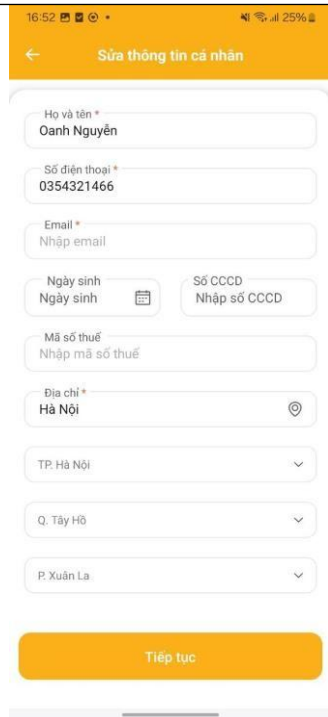 16:52 25%
Sửa thông tin cá nhân
Họ và tên *
Oanh Nguyễn
Số điện thoại *
0354321466
Email *
Nhập email
Ngày sinh Số CCCD
Ngày sinh Nhập số CCCD
Mã số thuế
Nhập mã số thuế
Địa chỉ *
Hà Nội
TP. Hà Nội
Q. Tây Hồ
P. Xuân La
Tiếp tục